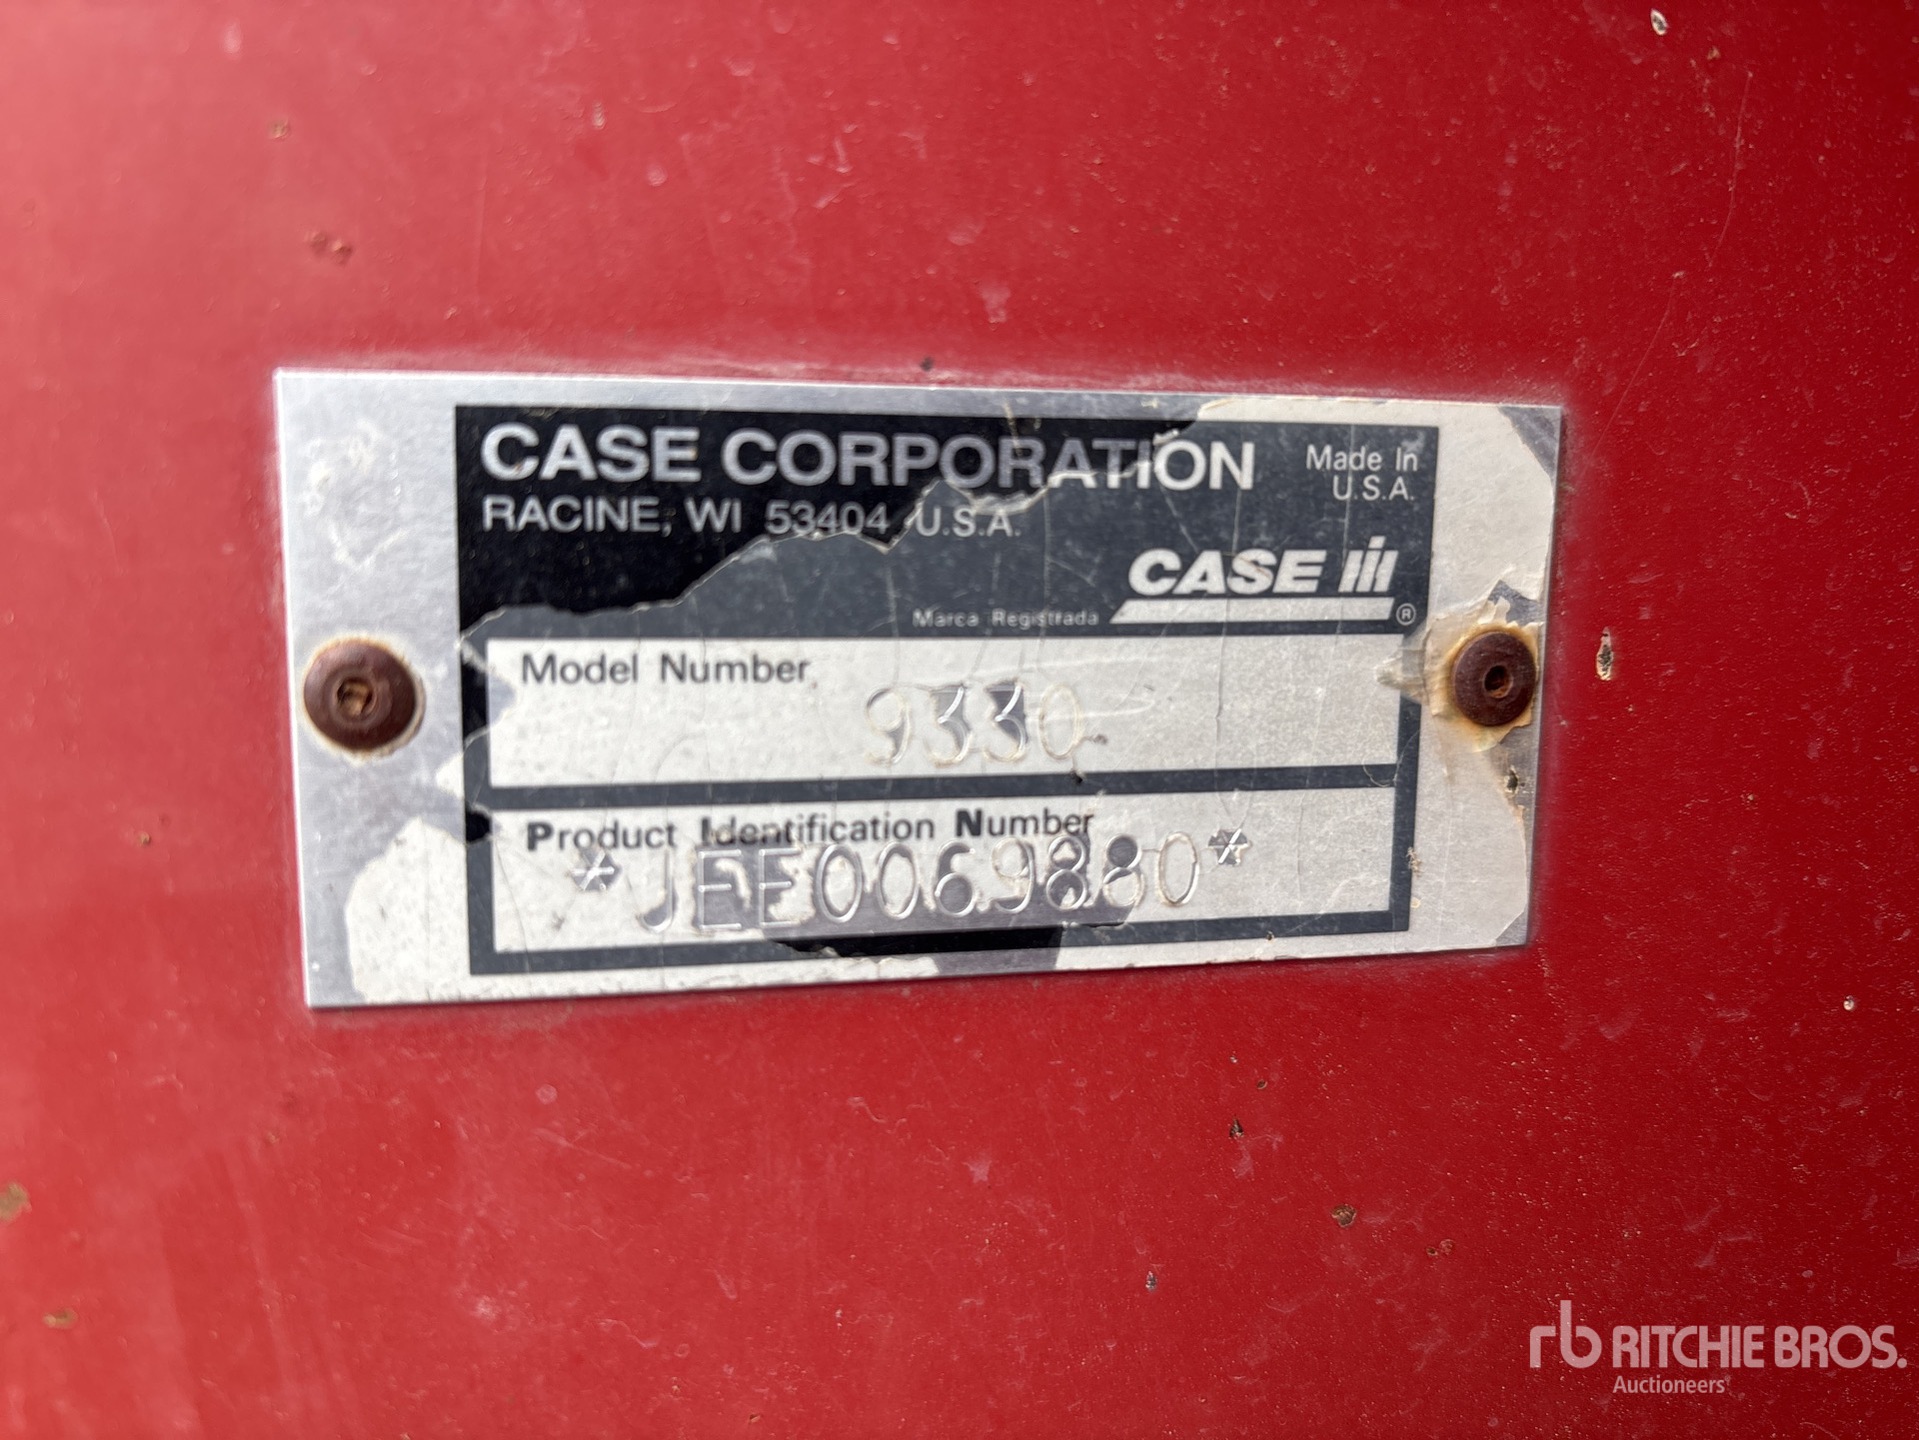 CASE CORPORATION
RACINE, WI 53404 U.S.A.
Made In
U.S.A.
CASE IH
Marca Registrada ®
Model Number
9330
Product Identification Number
*JEE0069880*
rb RITCHIE BROS.
Auctioneers